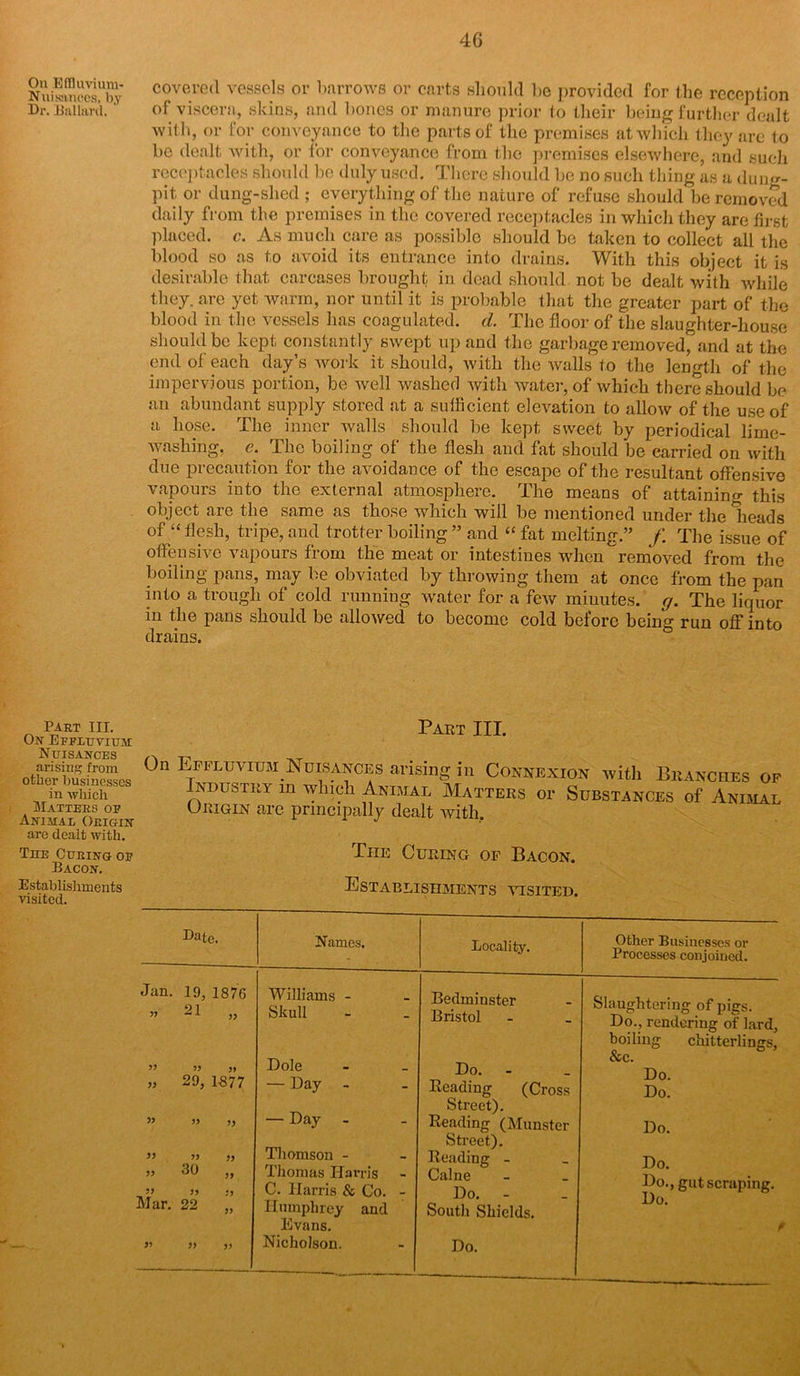 46
On Effluvium-
Nuisances, by
Dr. Ballard.
covered vessels or barrows or carts should be provided for the reception
of viscera, skins, and bones or manure prior to their being further dealt
with, or for conveyance to the parts of the premises at which they are to
be dealt with, or for conveyance from the premises elsewhere, and such
receptacles should be duly used. There should be no such thing as a dung-
pit or dung-shed ; everything of the nature of refuse should be removed
daily from the premises in the covered receptacles in which they are first
placed. c. As much care as possible should be taken to collect all the
blood so as to avoid its entrance into drains. With this object it is
desirable that carcases brought in dead should not be dealt with while
they are yet warm, nor until it is probable that the greater part of the
blood in the vessels has coagulated. d. The floor of the slaughter-house
should be kept constantly swept up and the garbage removed, and at the
end of each day's work it should, with the walls to the length of the
impervious portion, be well washed with water, of which there should be
an abundant supply stored at a sufficient elevation to allow of the use of
a hose. The inner walls should be kept sweet by periodical lime-
washing. e. The boiling of the flesh and fat should be carried on with
due precaution for the avoidance of the escape of the resultant offensive
vapours into the external atmosphere. The means of attaining this
object are the same as those which will be mentioned under the heads
of “flesh, tripe, and trotter boiling” and “fat melting.” f. The issue of
offensive vapours from the meat or intestines when removed from the
boiling pans, may be obviated by throwing them at once from the pan
into a trough of cold running water for a few minutes. g. The liquor
in the pans should be allowed to become cold before being run off into
drains.
PART III.
ON EFFLUVIUM
NUISANCES
arising from
other businesses
in which
MATTERS OF
ANIMAL ORIGIN
are dealt with.
THE CURING OF
BACON.
Establishments
visited.
PART III.
On EFFLUVIUM NUISANCES arising in CONNEXION with BRANCHES OF
INDUSTRY in which ANIMAL MATTERS or SUBSTANCES of ANIMAL
ORIGIN are principally dealt with.
THE CURING OF BACON.
ESTABLISHMENTS VISITED.
Date. Names. Locality. Other Businesses or Processes conjoined.
Jan. 19, 1876 Williams - - Bedminster - Slaughtering of pigs.
„ 21 „ Skull - - Bristol - - Do., rendering of lard,
boiling chitterlings,
&c.
„ „ „ Dole - - Do. - - Do.
„ 29, 1877 — Day - - Reading (Cross Do.
Street).
„ „ „ — Day - - Reading (Munster Do.
Street).
„ „ „ Thomson - - Reading - - Do.
„ 30 „ Thomas Harris - Calne - - Do., gut scraping.
„ „ „ C. Harris & Co. - Do. - - Do.
Mar. 22 „ Humphrey and South Shields.
Evans.
„ „ „ Nicholson. - Do.